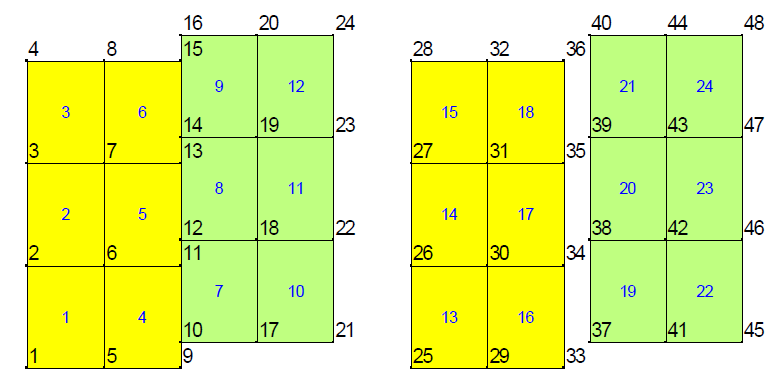 16 20 24 40 44 48
4 8 15 28 32 36
3 6 9 12 15 18 21 24
14 19 23 39 43 47
3 7 13 27 31 35
2 5 8 11 14 17 20 23
12 18 22 38 42 46
2 6 11 26 30 34
1 4 7 10 13 16 19 22
10 17 21 37 41 45
1 5 9 25 29 33